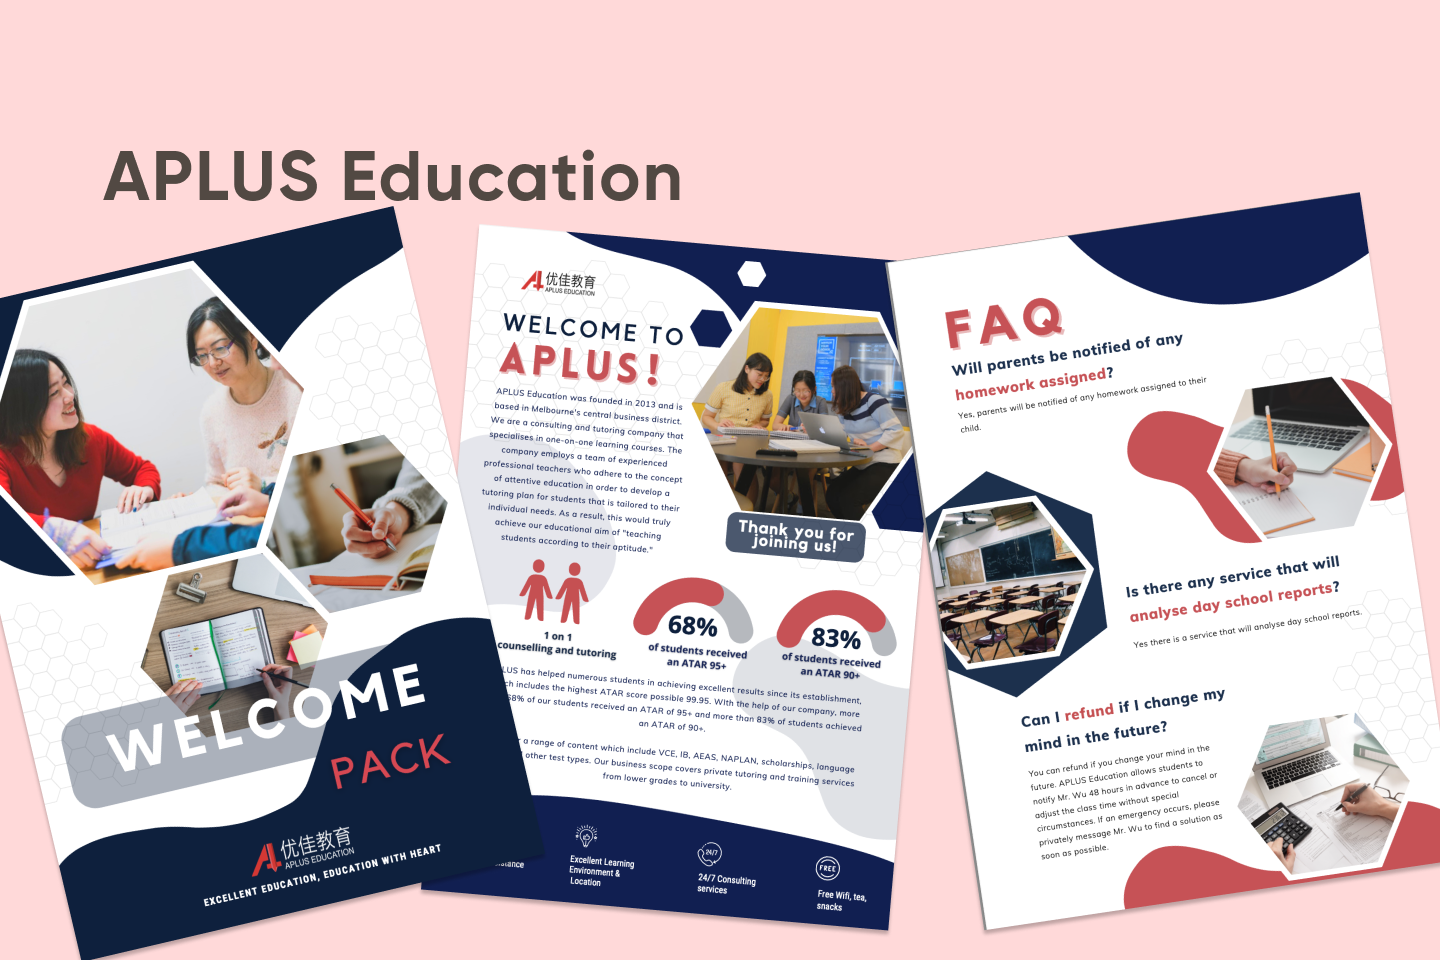 APLUS Education
WELCOME
PACK
优佳教育
APLUS EDUCATION
EXCELLENT EDUCATION, EDUCATION WITH HEART
优佳教育
APLUS EDUCATION
WELCOME TO
APLUS!
APLUS Education was founded in 2013 and is
based in Melbourne's central business district.
We are a consulting and tutoring company that
specialises in one-on-one learning courses. The
company employs a team of experienced
professional teachers who adhere to the concept
of attentive education in order to develop a
tutoring plan for students that is tailored to their
individual needs. As a result, this would truly
achieve our educational aim of "teaching
students according to their aptitude."
Thank you for
joining us!
1 on 1
counselling and tutoring
68%
of students received
an ATAR 95+
83%
of students received
an ATAR 90+
LUS has helped numerous students in achieving excellent results since its establishment,
ch includes the highest ATAR score possible 99.95. With the help of our company, more
68% of our students received an ATAR of 95+ and more than 83% of students achieved
an ATAR of 90+.
r a range of content which include VCE, IB, AEAS, NAPLAN, scholarships, language
other test types. Our business scope covers private tutoring and training services
from lower grades to university.
istance
Excellent Learning
Environment &
Location
24/7
24/7 Consulting
services
FREE
Free Wifi, tea,
snacks
FAQ
Will parents be notified of any
homework assigned?
Yes, parents will be notified of any homework assigned to their
child.
Is there any service that will
analyse day school reports?
Yes there is a service that will analyse day school reports.
Can I refund if I change my
mind in the future?
You can refund if you change your mind in the
future. APLUS Education allows students to
notify Mr. Wu 48 hours in advance to cancel or
adjust the class time without special
circumstances. If an emergency occurs, please
privately message Mr. Wu to find a solution as
soon as possible.